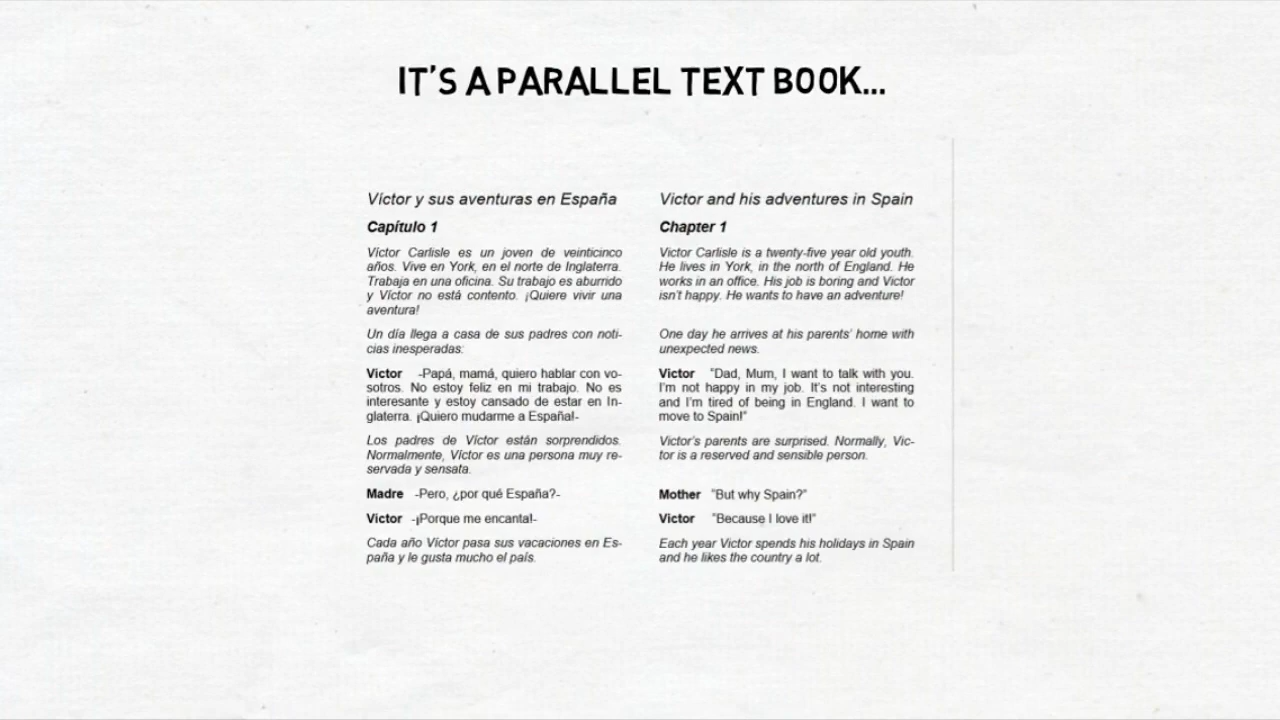 IT'S A PARALLEL TEXT BOOK...
Víctor y sus aventuras en España
Capítulo 1
Víctor Carlisle es un joven de veinticinco
años. Vive en York, en el norte de Inglaterra.
Trabaja en una oficina. Su trabajo es aburrido
y Víctor no está contento. ¡Quiere vivir una
aventura!
Un día llega a casa de sus padres con noti-
cias inesperadas:
Víctor -Papá, mamá, quiero hablar con vo-
sotros. No estoy feliz en mi trabajo. No es
interesante y estoy cansado de estar en In-
glaterra. ¡Quiero mudarme a España!-
Los padres de Víctor están sorprendidos.
Normalmente, Víctor es una persona muy re-
servada y sensata.
Madre -Pero, ¿por qué España?-
Víctor -¡Porque me encanta!-
Cada año Víctor pasa sus vacaciones en Es-
paña y le gusta mucho el país.
Victor and his adventures in Spain
Chapter 1
Victor Carlisle is a twenty-five year old youth.
He lives in York, in the north of England. He
works in an office. His job is boring and Victor
isn't happy. He wants to have an adventure!
One day he arrives at his parents' home with
unexpected news.
Victor "Dad, Mum, I want to talk with you.
I'm not happy in my job. It's not interesting
and I'm tired of being in England. I want to
move to Spain!"
Victor's parents are surprised. Normally, Vic-
tor is a reserved and sensible person.
Mother "But why Spain?"
Victor "Because I love it!"
Each year Victor spends his holidays in Spain
and he likes the country a lot.